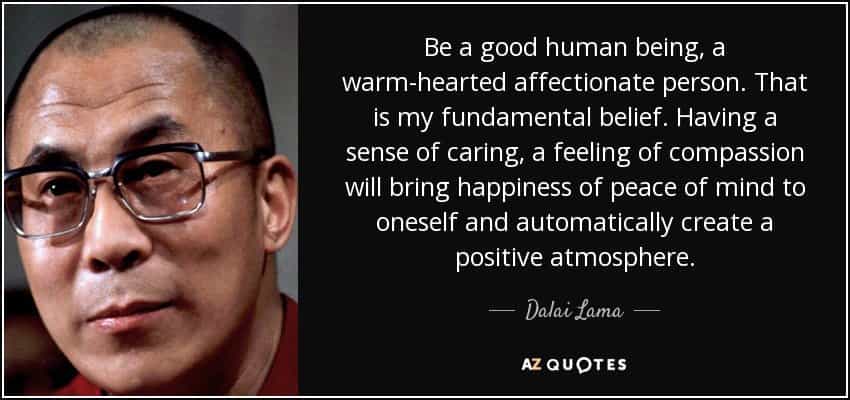 Be a good human being, a
warm-hearted affectionate person. That
is my fundamental belief. Having a
sense of caring, a feeling of compassion
will bring happiness of peace of mind to
oneself and automatically create a
positive atmosphere.
Dalai Lama
AZ QUOTES